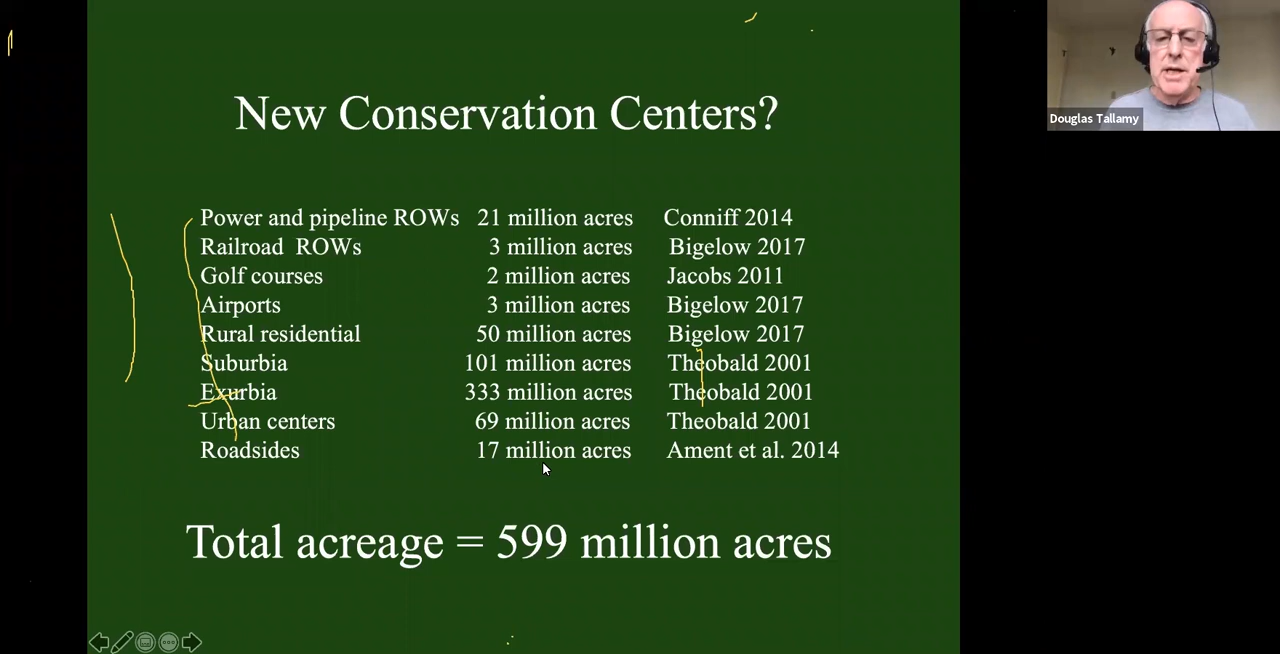 New Conservation Centers?
Power and pipeline ROWs 21 million acres Conniff 2014
Railroad ROWs 3 million acres Bigelow 2017
Golf courses 2 million acres Jacobs 2011
Airports 3 million acres Bigelow 2017
Rural residential 50 million acres Bigelow 2017
Suburbia 101 million acres Theobald 2001
Exurbia 333 million acres Theobald 2001
Urban centers 69 million acres Theobald 2001
Roadsides 17 million acres Ament et al. 2014
Total acreage = 599 million acres
Douglas Tallamy